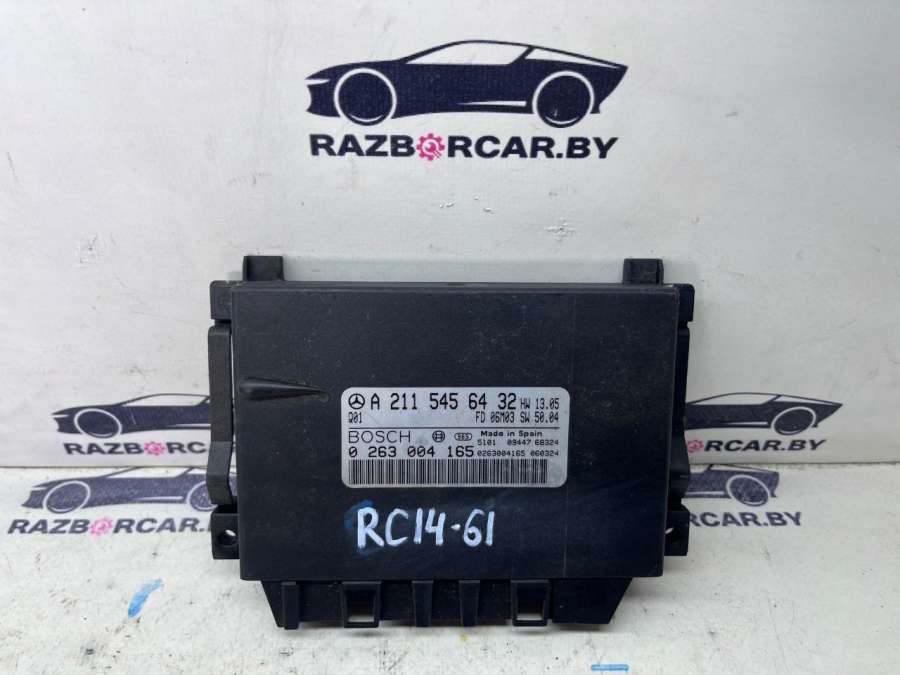 RAZBORCAR.BY
A 211 545 64 32 HW 13.05
Q01 FD 06M03 SW 50.04
BOSCH Made in Spain
5101 09447 68324
0 263 004 165 0263004165 060324
RC14-61
RAZBORCAR.BY
RAZBORCAR.BY